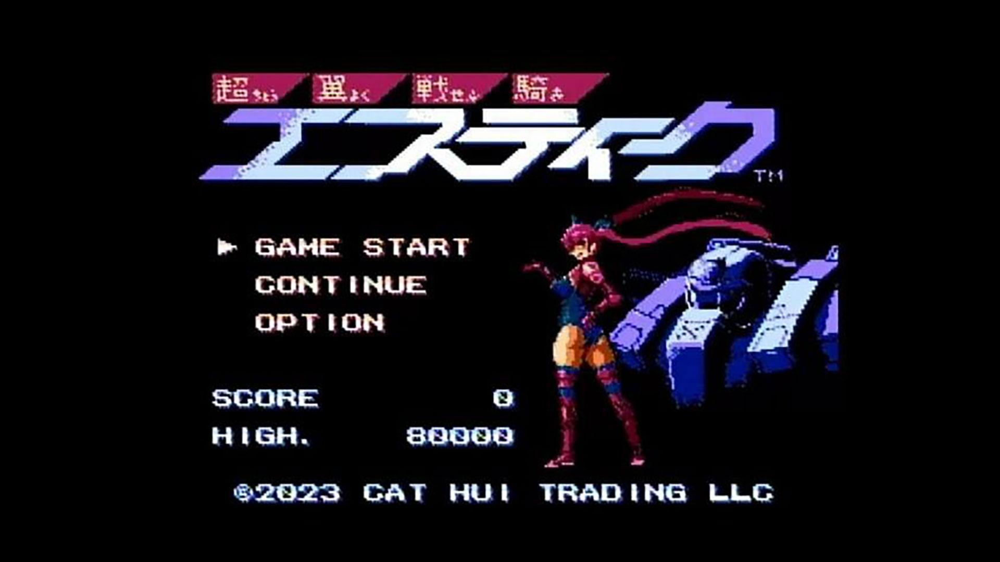 超ちょう 翼よく 戦せん 騎き
エスティーク
TM
▶ GAME START
CONTINUE
OPTION
SCORE 0
HIGH. 80000
©2023 CAT HUI TRADING LLC